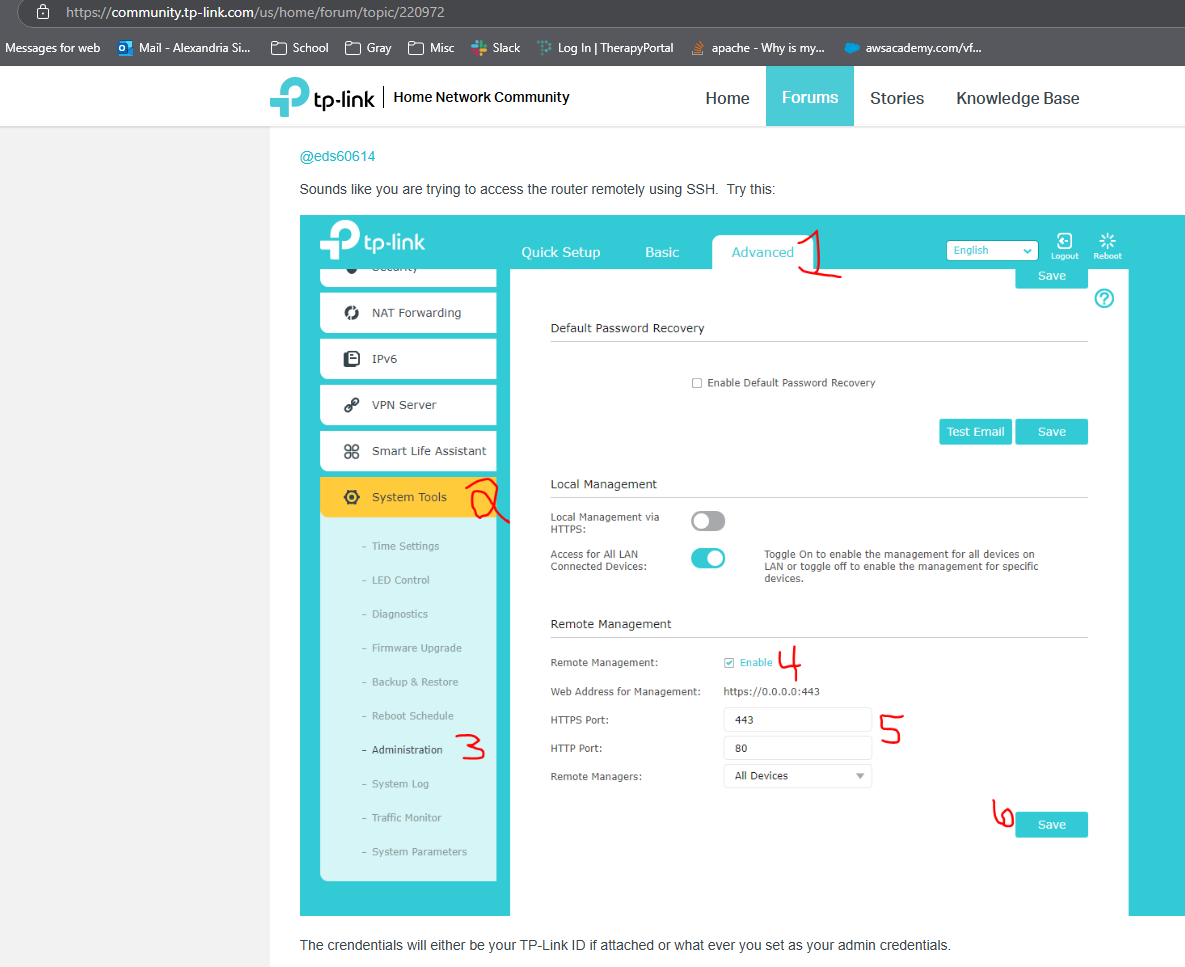 https://community.tp-link.com/us/home/forum/topic/220972
Messages for web Mail - Alexandria Si... School Gray Misc Slack Log In | TherapyPortal apache - Why is my... awsacademy.com/vf...
tp-link | Home Network Community Home Forums Stories Knowledge Base
@eds60614
Sounds like you are trying to access the router remotely using SSH. Try this:
tp-link Quick Setup Basic Advanced 1 English Logout Reboot
Security Save
NAT Forwarding
Default Password Recovery
IPv6
Enable Default Password Recovery
VPN Server
Test Email Save
Smart Life Assistant
Local Management
System Tools 2
Local Management via
HTTPS:
Time Settings
Access for All LAN
Connected Devices:
Toggle On to enable the management for all devices on
LAN or toggle off to enable the management for specific
devices.
- LED Control
- Diagnostics
Remote Management
- Firmware Upgrade
Remote Management: Enable 4
- Backup & Restore
Web Address for Management: https://0.0.0.0:443
- Reboot Schedule
HTTPS Port: 443 5
- Administration 3
HTTP Port: 80
Remote Managers: All Devices
- System Log
- Traffic Monitor
6 Save
- System Parameters
The crendentials will either be your TP-Link ID if attached or what ever you set as your admin credentials.